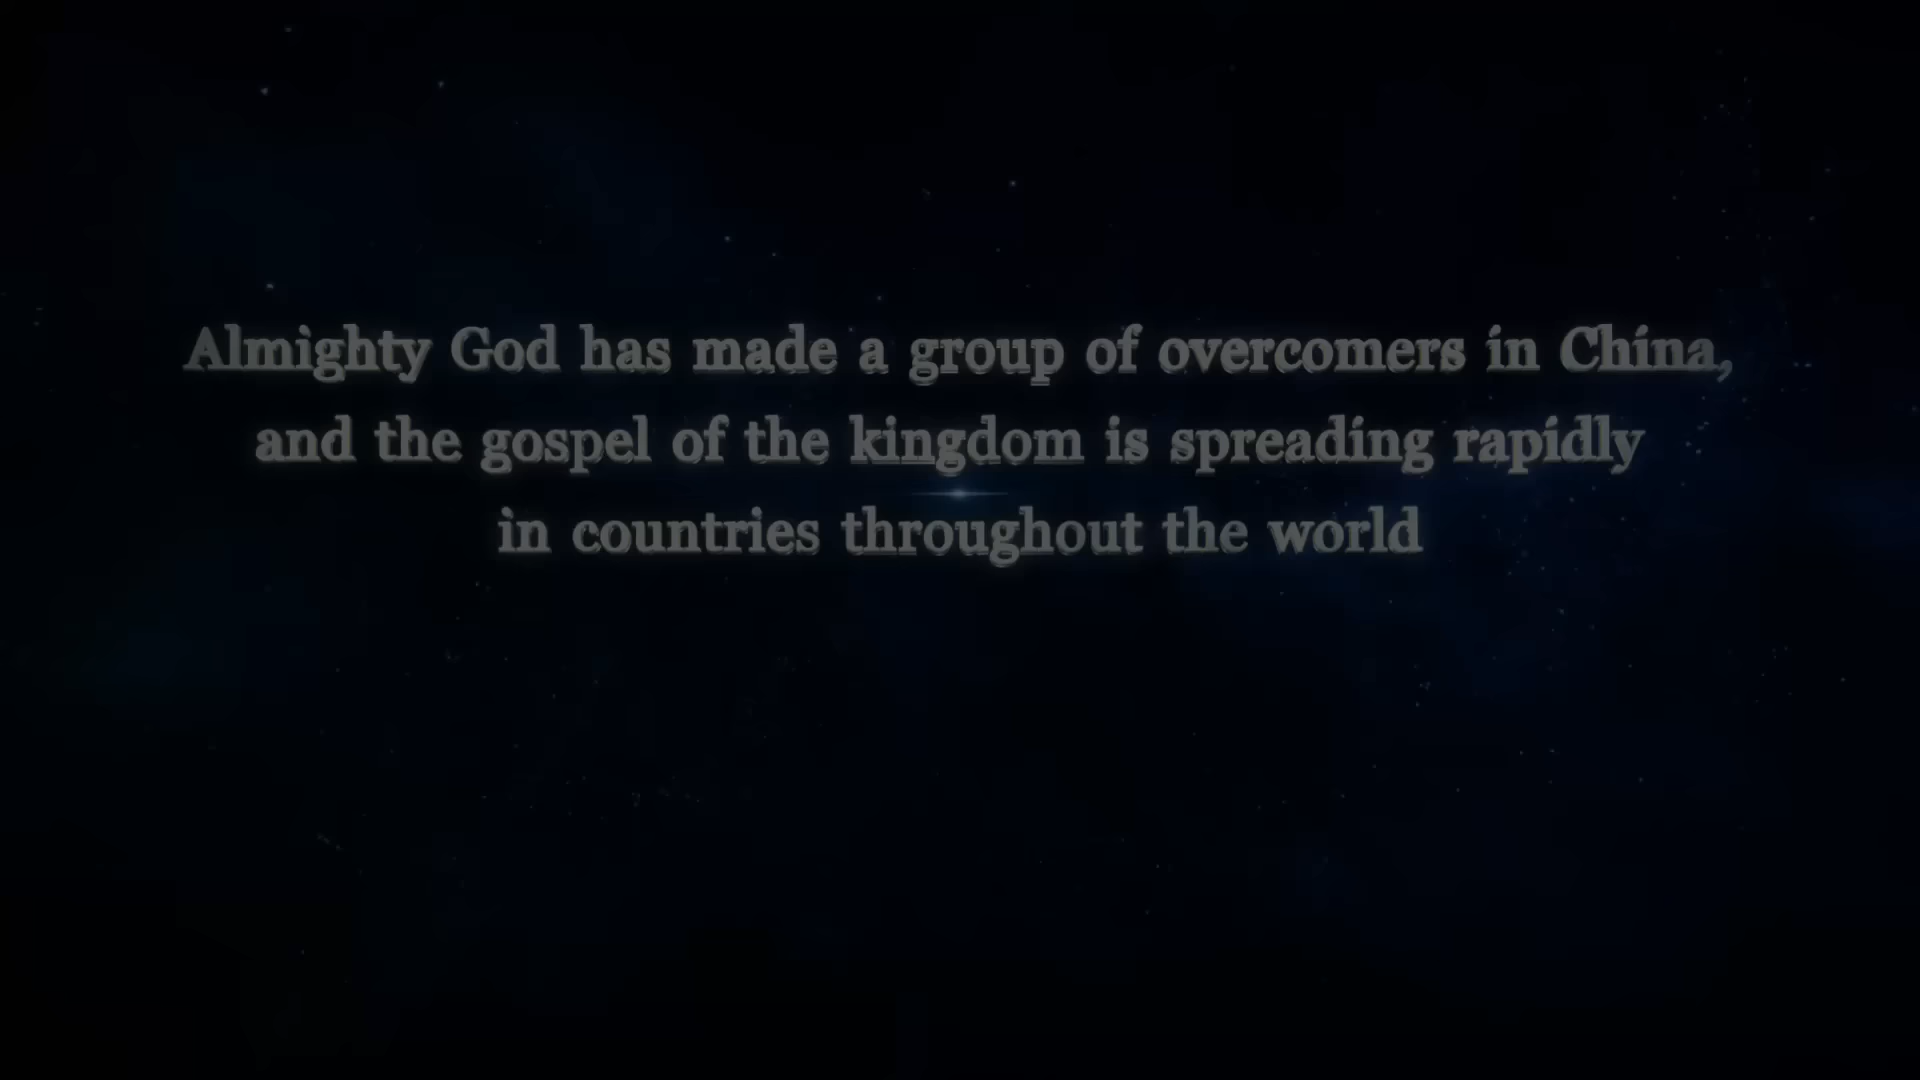 Almighty God has made a group of overcomers in China,
and the gospel of the kingdom is spreading rapidly
in countries throughout the world